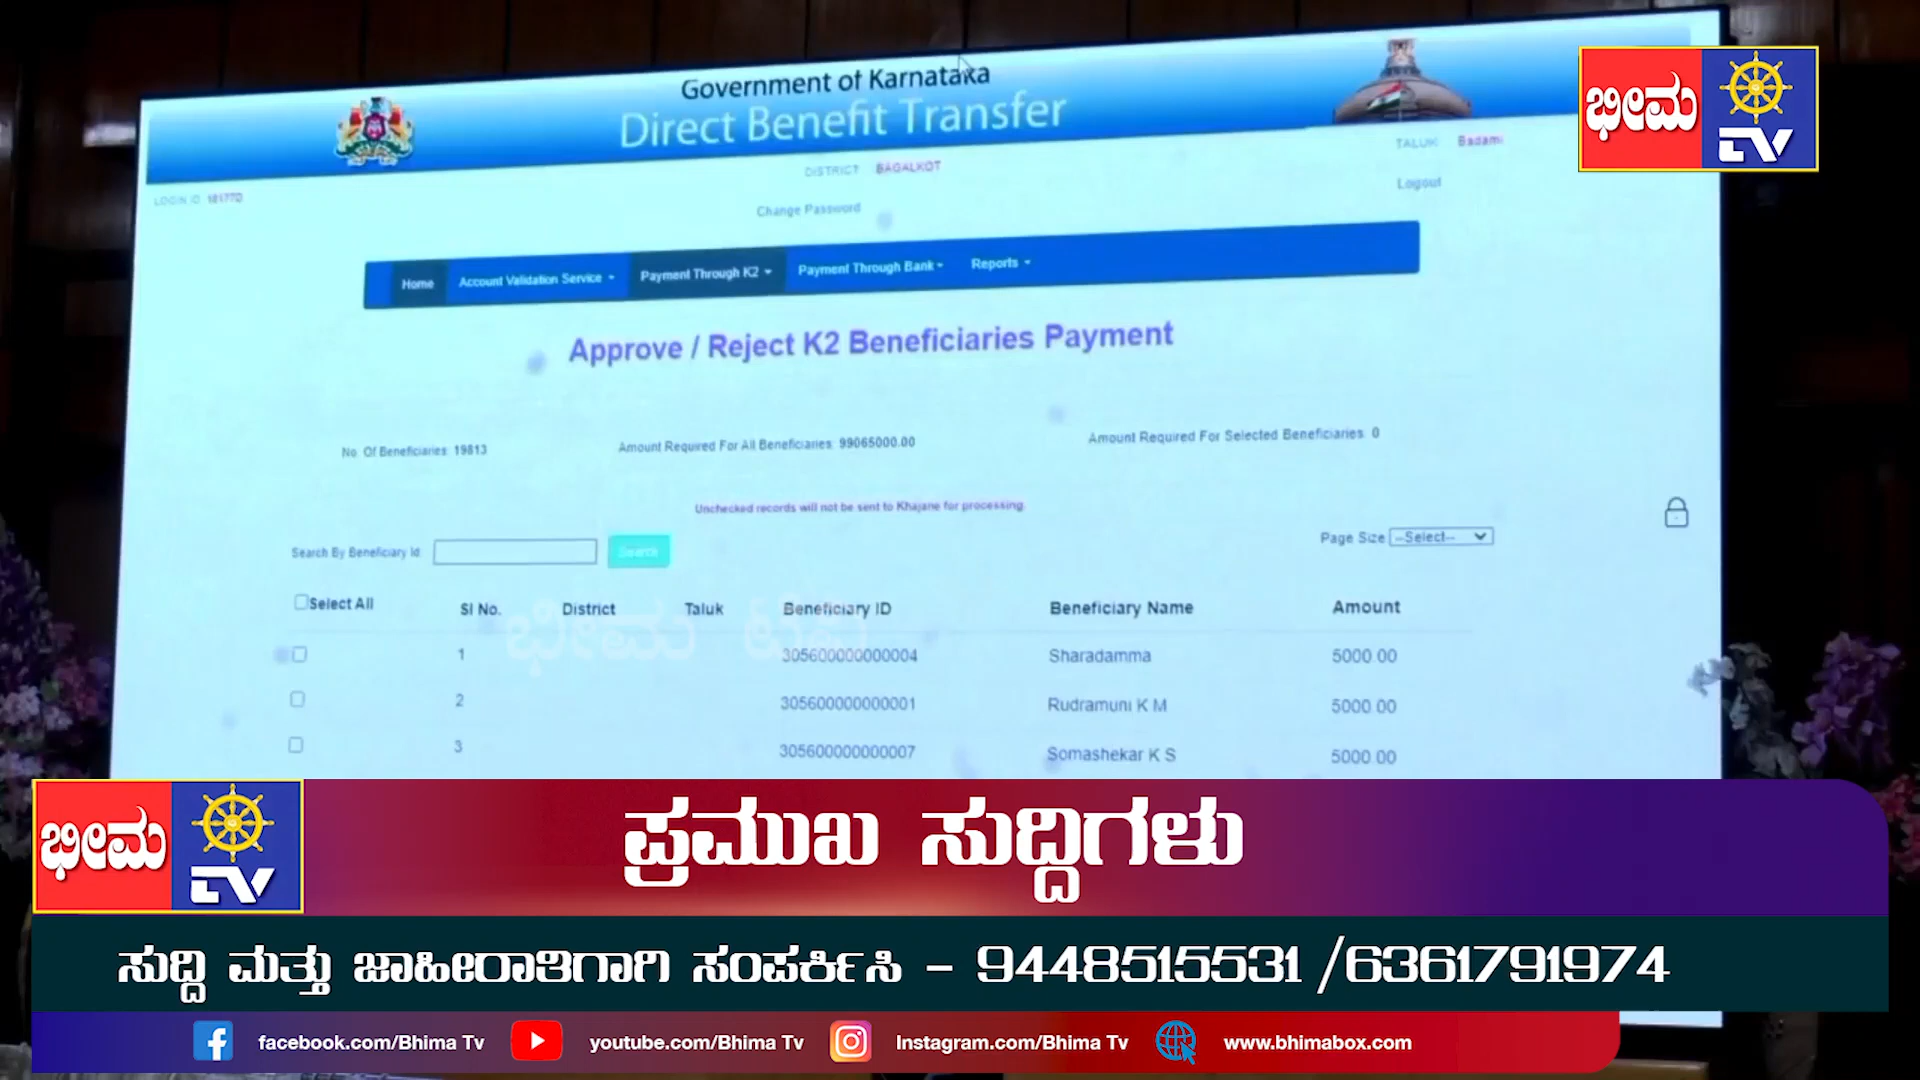 Government of Karnataka
Direct Benefit Transfer
ಭೀಮ TV
LOGIN ID
DISTRICT BAGALKOT
TALUK Badami
Change Password
Logout
Home Account Validation Service Payment Through K2 Payment Through Bank Reports
Approve / Reject K2 Beneficiaries Payment
No. Of Beneficiaries: 19813 Amount Required For All Beneficiaries: 99065000.00 Amount Required For Selected Beneficiaries: 0
Unchecked records will not be sent to Khajane for processing.
Search By Beneficiary Id Search Page Size --Select--
Select All Sl No. District Taluk Beneficiary ID Beneficiary Name Amount
ಭೀಮ ಟಿವಿ
1 305600000000004 Sharadamma 5000.00
2 305600000000001 Rudramuni K M 5000.00
3 305600000000007 Somashekar K S 5000.00
ಭೀಮ TV
ಪ್ರಮುಖ ಸುದ್ದಿಗಳು
ಸುದ್ದಿ ಮತ್ತು ಜಾಹೀರಾತಿಗಾಗಿ ಸಂಪರ್ಕಿಸಿ - 9448515531 /6361791974
facebook.com/Bhima Tv youtube.com/Bhima Tv Instagram.com/Bhima Tv www.bhimabox.com